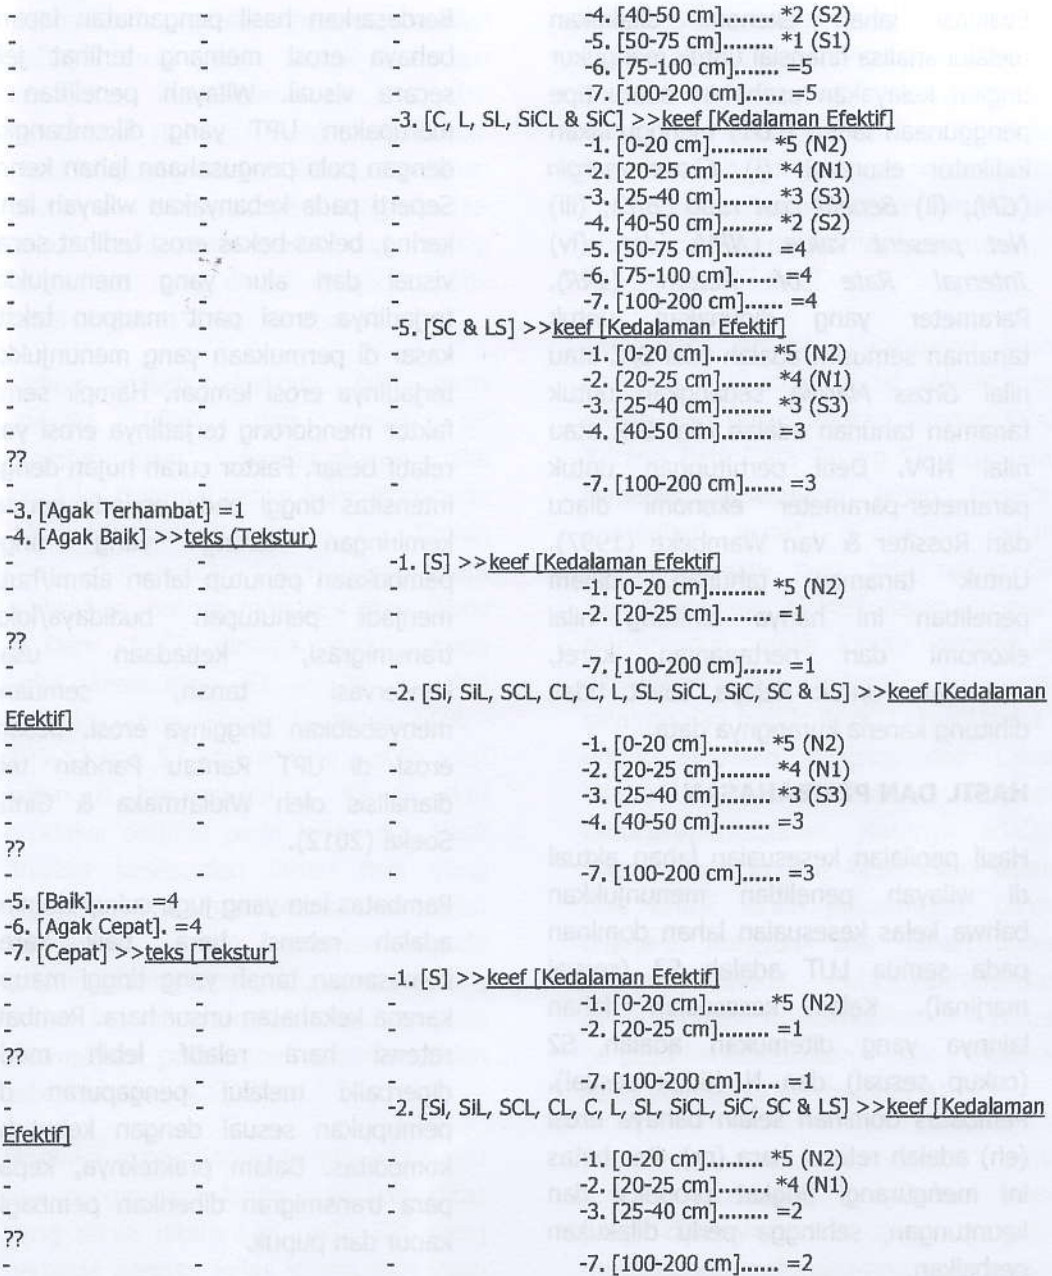 -4. [40-50 cm]........ *2 (S2)
- - - -5. [50-75 cm]........ *1 (S1)
- - - -6. [75-100 cm]....... =5
- - - -7. [100-200 cm]...... =5
- - -3. [C, L, SL, SiCL & SiC] >>keef [Kedalaman Efektif]
- - - -1. [0-20 cm]......... *5 (N2)
- - - -2. [20-25 cm]........ *4 (N1)
- - - -3. [25-40 cm]........ *3 (S3)
- - - -4. [40-50 cm]........ *2 (S2)
- - - -5. [50-75 cm]........ =4
- - - -6. [75-100 cm]...... =4
- - - -7. [100-200 cm]...... =4
- - -5. [SC & LS] >>keef [Kedalaman Efektif]
- - - -1. [0-20 cm]......... *5 (N2)
- - - -2. [20-25 cm]........ *4 (N1)
- - - -3. [25-40 cm]........ *3 (S3)
- - - -4. [40-50 cm]........ =3
??
- - - -7. [100-200 cm]...... =3
-3. [Agak Terhambat] =1
-4. [Agak Baik] >>teks (Tekstur)
- - -1. [S] >>keef [Kedalaman Efektif]
- - - -1. [0-20 cm]......... *5 (N2)
- - - -2. [20-25 cm]........ =1
??
- - - -7. [100-200 cm]...... =1
- - -2. [Si, SiL, SCL, CL, C, L, SL, SiCL, SiC, SC & LS] >>keef [Kedalaman
Efektif]
- - - -1. [0-20 cm]......... *5 (N2)
- - - -2. [20-25 cm]........ *4 (N1)
- - - -3. [25-40 cm]........ *3 (S3)
- - - -4. [40-50 cm]........ =3
??
- - - -7. [100-200 cm]...... =3
-5. [Baik]........ =4
-6. [Agak Cepat]. =4
-7. [Cepat] >>teks [Tekstur]
- - -1. [S] >>keef [Kedalaman Efektif]
- - - -1. [0-20 cm]......... *5 (N2)
- - - -2. [20-25 cm]........ =1
??
- - - -7. [100-200 cm]...... =1
- - -2. [Si, SiL, SCL, CL, C, L, SL, SiCL, SiC, SC & LS] >>keef [Kedalaman
Efektif]
- - - -1. [0-20 cm]......... *5 (N2)
- - - -2. [20-25 cm]........ *4 (N1)
- - - -3. [25-40 cm]........ =2
??
- - - -7. [100-200 cm]...... =2